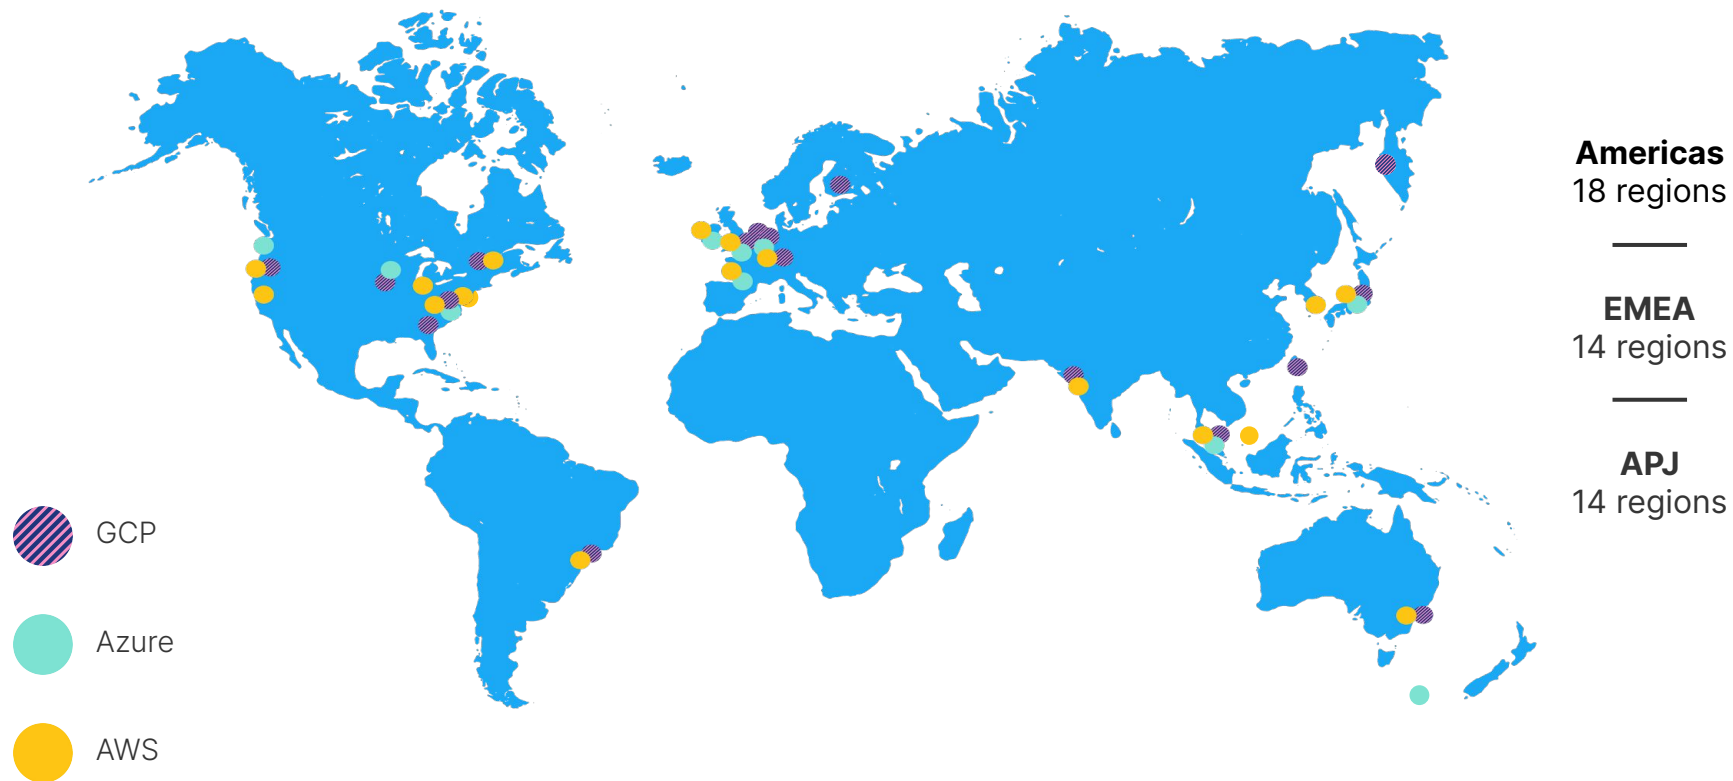 Americas
18 regions
EMEA
14 regions
APJ
14 regions
GCP
Azure
AWS